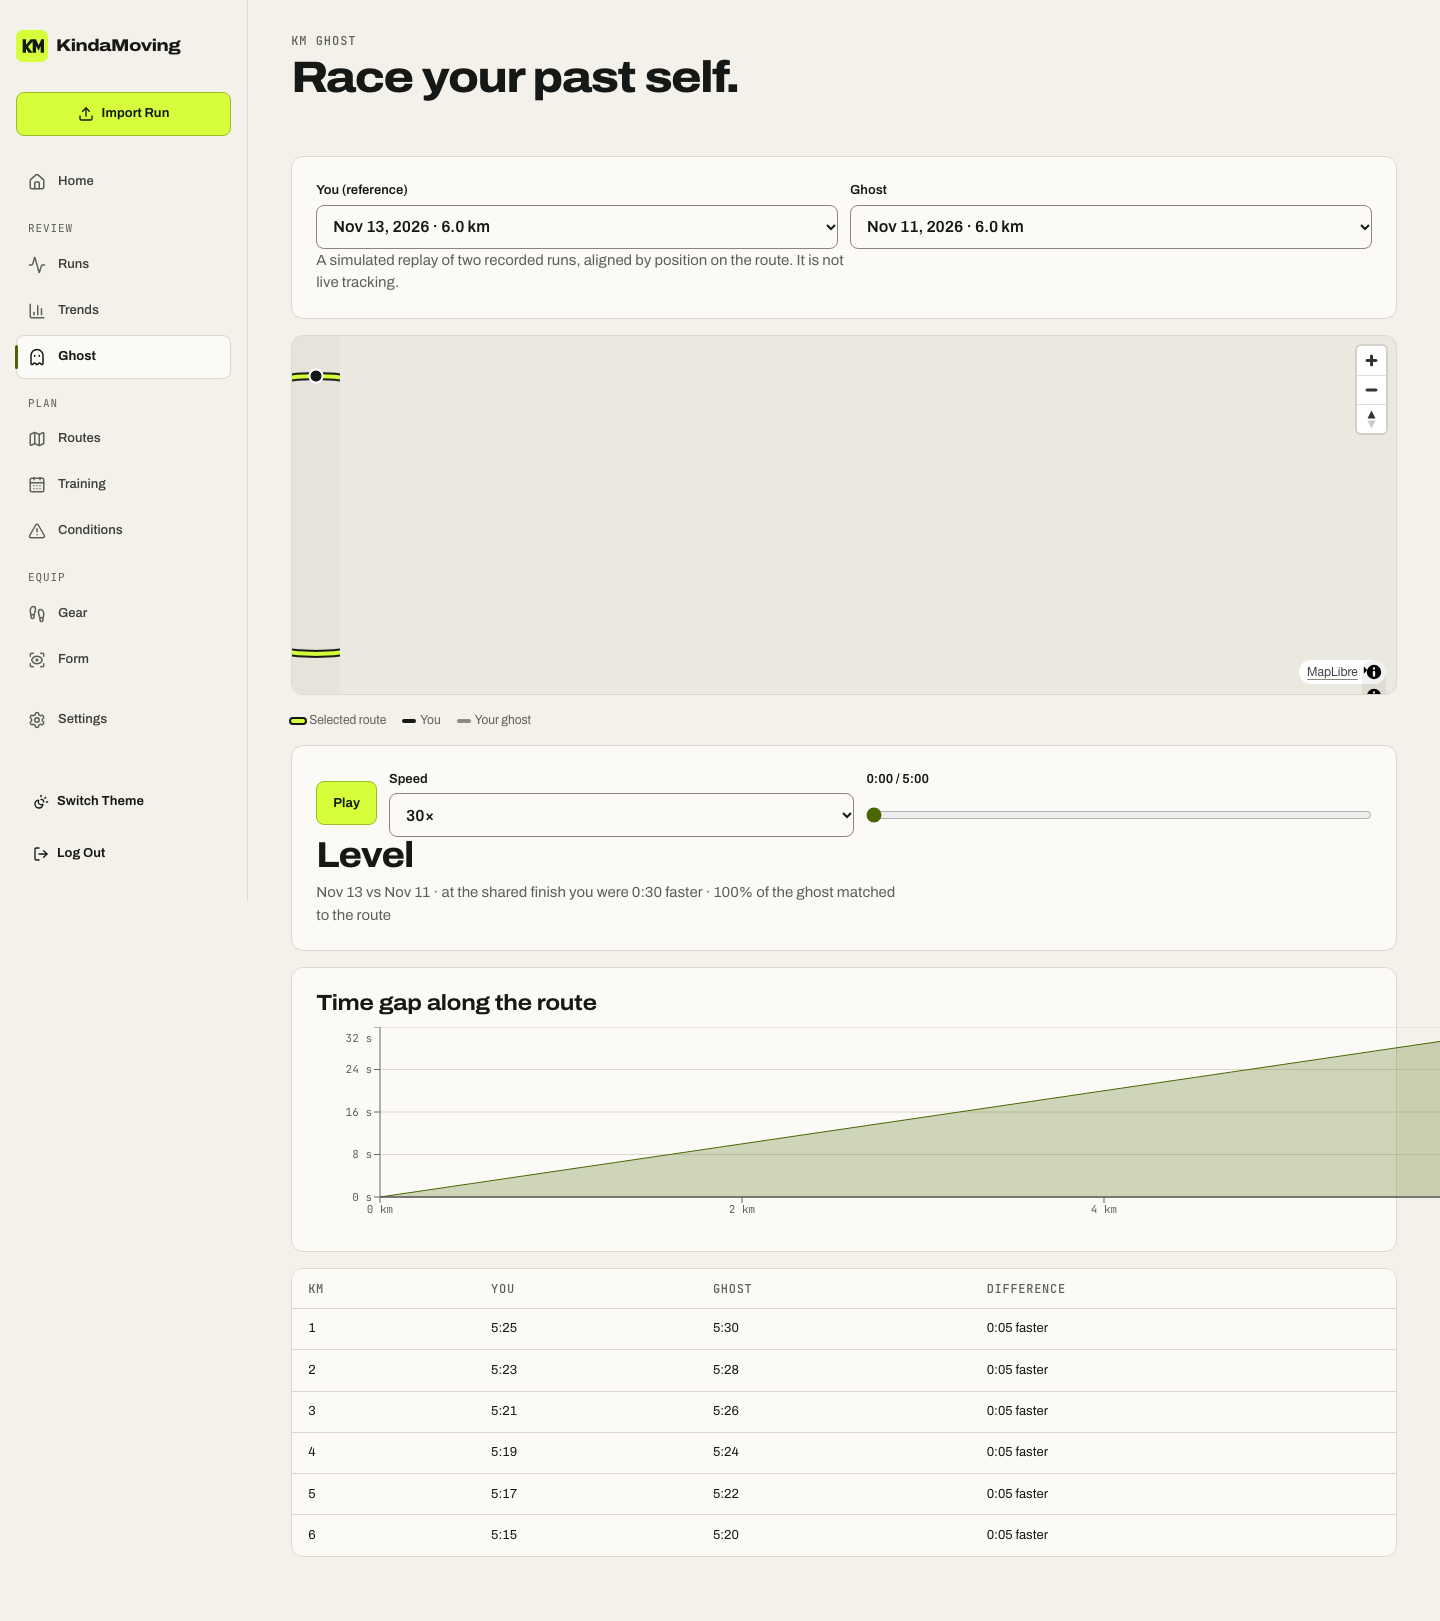 KM KindaMoving
Import Run
Home
REVIEW
Runs
Trends
Ghost
PLAN
Routes
Training
Conditions
EQUIP
Gear
Form
Settings
Switch Theme
Log Out
KM GHOST
Race your past self.
You (reference)
Nov 13, 2026 · 6.0 km
Ghost
Nov 11, 2026 · 6.0 km
A simulated replay of two recorded runs, aligned by position on the route. It is not
live tracking.
MapLibre
Selected route You Your ghost
Play
Speed
30×
0:00 / 5:00
Level
Nov 13 vs Nov 11 · at the shared finish you were 0:30 faster · 100% of the ghost matched
to the route
Time gap along the route
32 s
24 s
16 s
8 s
0 s
0 km 2 km 4 km
KM YOU GHOST DIFFERENCE
1 5:25 5:30 0:05 faster
2 5:23 5:28 0:05 faster
3 5:21 5:26 0:05 faster
4 5:19 5:24 0:05 faster
5 5:17 5:22 0:05 faster
6 5:15 5:20 0:05 faster